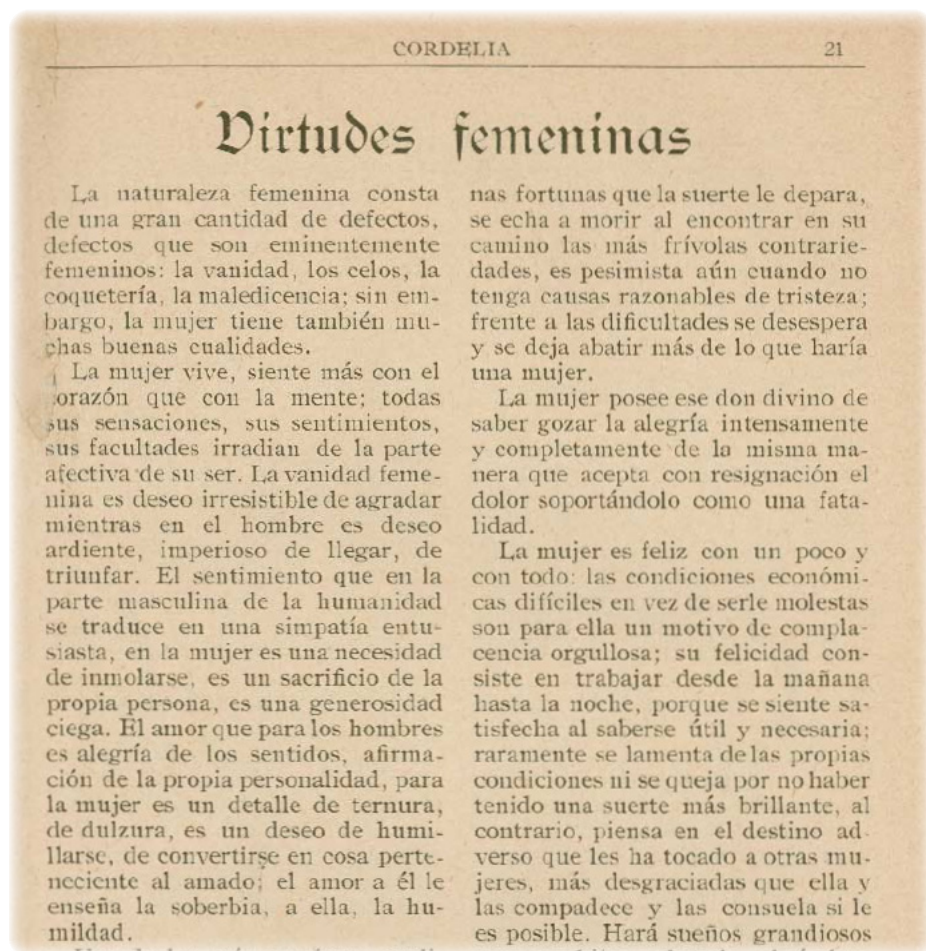 CORDELIA 21
Virtudes femeninas
La naturaleza femenina consta
de una gran cantidad de defectos,
defectos que son eminentemente
femeninos: la vanidad, los celos, la
coquetería, la maledicencia; sin em-
bargo, la mujer tiene también mu-
chas buenas cualidades.
La mujer vive, siente más con el
corazón que con la mente; todas
sus sensaciones, sus sentimientos,
sus facultades irradian de la parte
afectiva de su ser. La vanidad feme-
nina es deseo irresistible de agradar
mientras en el hombre es deseo
ardiente, imperioso de llegar, de
triunfar. El sentimiento que en la
parte masculina de la humanidad
se traduce en una simpatía entu-
siasta, en la mujer es una necesidad
de inmolarse, es un sacrificio de la
propia persona, es una generosidad
ciega. El amor que para los hombres
es alegría de los sentidos, afirma-
ción de la propia personalidad, para
la mujer es un detalle de ternura,
de dulzura, es un deseo de humi-
llarse, de convertirse en cosa perte-
neciente al amado; el amor a él le
enseña la soberbia, a ella, la hu-
mildad.
nas fortunas que la suerte le depara,
se echa a morir al encontrar en su
camino las más frívolas contrarie-
dades, es pesimista aún cuando no
tenga causas razonables de tristeza;
frente a las dificultades se desespera
y se deja abatir más de lo que haría
una mujer.
La mujer posee ese don divino de
saber gozar la alegría intensamente
y completamente de la misma ma-
nera que acepta con resignación el
dolor soportándolo como una fata-
lidad.
La mujer es feliz con un poco y
con todo: las condiciones económi-
cas difíciles en vez de serle molestas
son para ella un motivo de compla-
cencia orgullosa; su felicidad con-
siste en trabajar desde la mañana
hasta la noche, porque se siente sa-
tisfecha al saberse útil y necesaria;
raramente se lamenta de las propias
condiciones ni se queja por no haber
tenido una suerte más brillante, al
contrario, piensa en el destino ad-
verso que les ha tocado a otras mu-
jeres, más desgraciadas que ella y
las compadece y las consuela si le
es posible. Hará sueños grandiosos